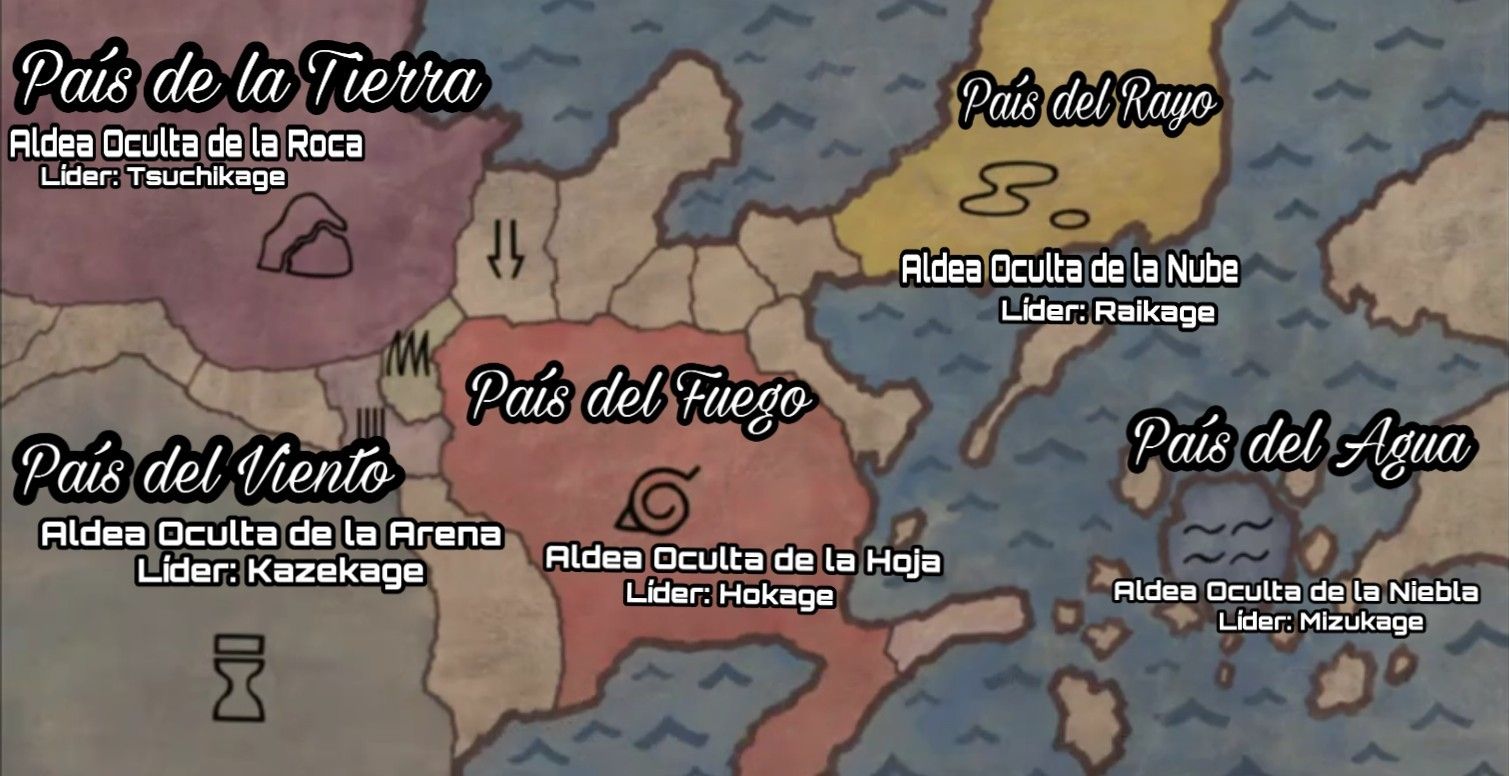 País de la Tierra
Aldea Oculta de la Roca
Líder: Tsuchikage
País del Rayo
Aldea Oculta de la Nube
Líder: Raikage
País del Fuego
Aldea Oculta de la Hoja
Líder: Hokage
País del Viento
Aldea Oculta de la Arena
Líder: Kazekage
País del Agua
Aldea Oculta de la Niebla
Líder: Mizukage